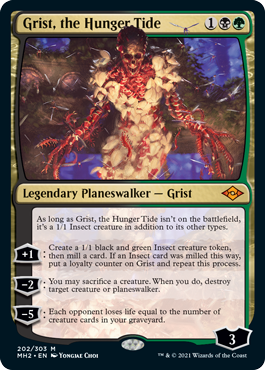 Grist, the Hunger Tide 1
Legendary Planeswalker — Grist
As long as Grist, the Hunger Tide isn't on the battlefield,
it's a 1/1 Insect creature in addition to its other types.
+1: Create a 1/1 black and green Insect creature token,
then mill a card. If an Insect card was milled this way,
put a loyalty counter on Grist and repeat this process.
−2: You may sacrifice a creature. When you do, destroy
target creature or planeswalker.
−5: Each opponent loses life equal to the number of
creature cards in your graveyard.
3
202/303 M
MH2 • EN YONGJAE CHOI
™ & © 2021 Wizards of the Coast